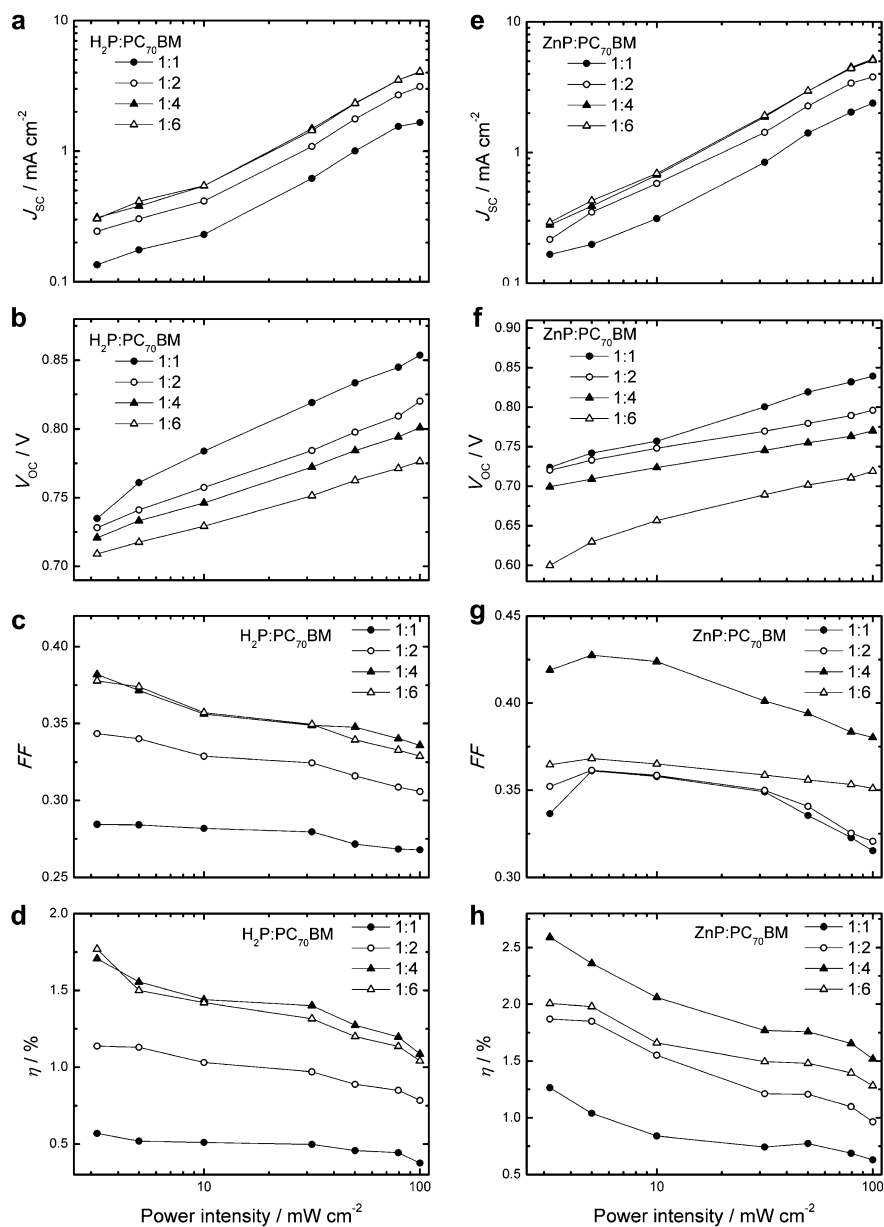 a
H2P:PC70BM
1:1
1:2
1:4
1:6
10
1
0.1
JSC / mA cm-2
b
H2P:PC70BM
1:1
1:2
1:4
1:6
0.85
0.80
0.75
0.70
VOC / V
c
H2P:PC70BM
1:1
1:2
1:4
1:6
0.40
0.35
0.30
0.25
FF
d
H2P:PC70BM
1:1
1:2
1:4
1:6
2.0
1.5
1.0
0.5
η / %
10
100
Power intensity / mW cm-2
e
ZnP:PC70BM
1:1
1:2
1:4
1:6
10
1
0.1
JSC / mA cm-2
f
ZnP:PC70BM
1:1
1:2
1:4
1:6
0.90
0.85
0.80
0.75
0.70
0.65
0.60
VOC / V
g
ZnP:PC70BM
1:1
1:2
1:4
1:6
0.45
0.40
0.35
0.30
FF
h
ZnP:PC70BM
1:1
1:2
1:4
1:6
2.5
2.0
1.5
1.0
0.5
η / %
10
100
Power intensity / mW cm-2